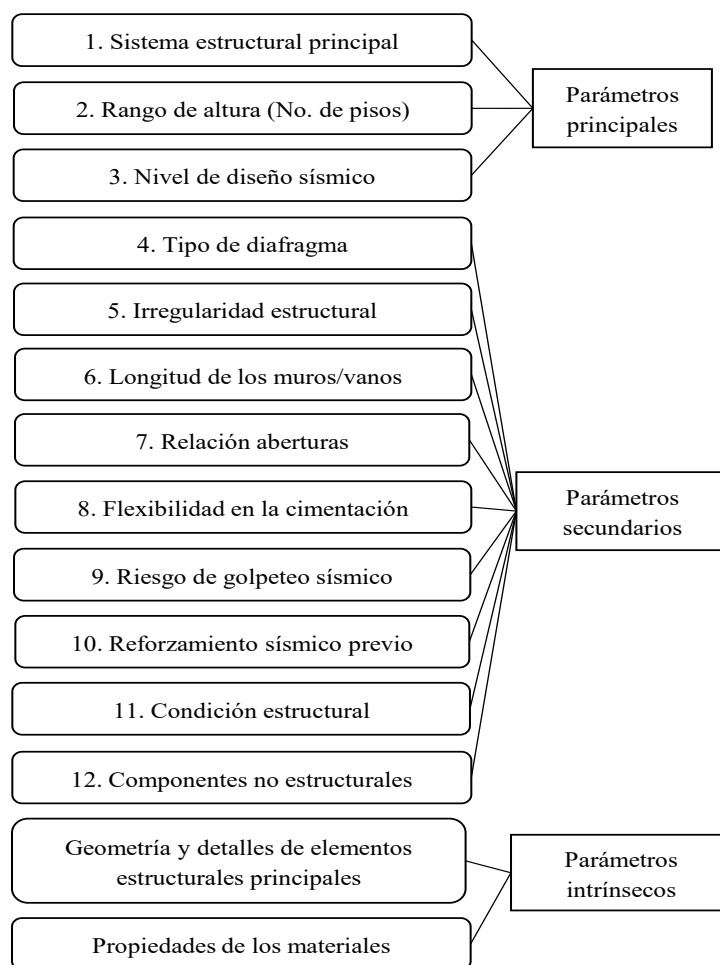 1. Sistema estructural principal
2. Rango de altura (No. de pisos)
3. Nivel de diseño sísmico
Parámetros
principales
4. Tipo de diafragma
5. Irregularidad estructural
6. Longitud de los muros/vanos
7. Relación aberturas
8. Flexibilidad en la cimentación
9. Riesgo de golpeteo sísmico
10. Reforzamiento sísmico previo
11. Condición estructural
12. Componentes no estructurales
Parámetros
secundarios
Geometría y detalles de elementos
estructurales principales
Propiedades de los materiales
Parámetros
intrínsecos